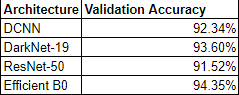 Architecture Validation Accuracy
DCNN 92.34%
DarkNet-19 93.60%
ResNet-50 91.52%
Efficient B0 94.35%